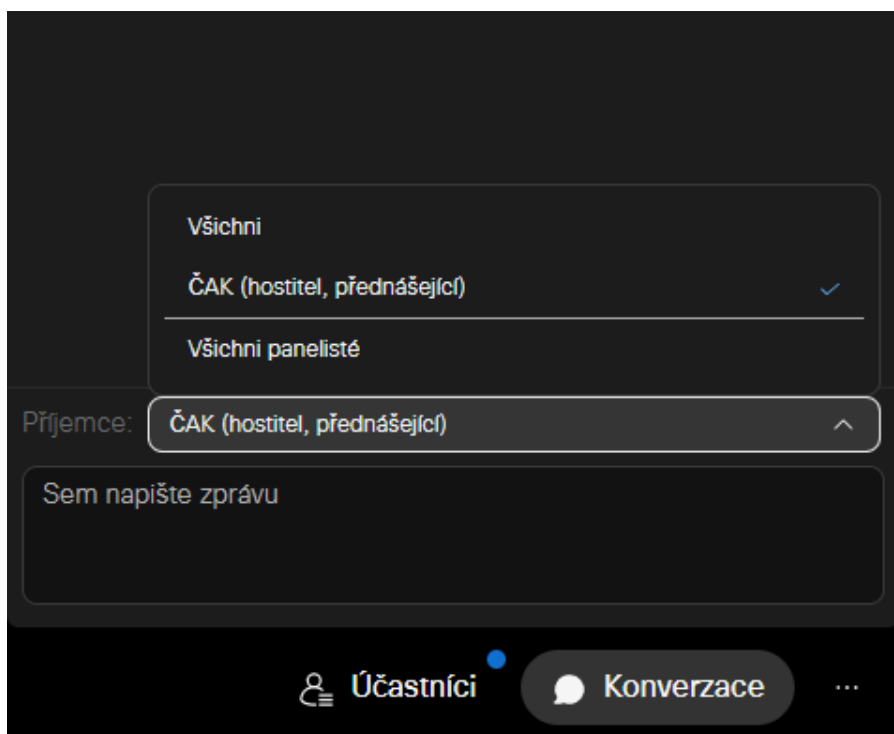 Všichni
ČAK (hostitel, přednášející)
Všichni panelisté
Příjemce: ČAK (hostitel, přednášející)
Sem napište zprávu
Účastníci Konverzace ...